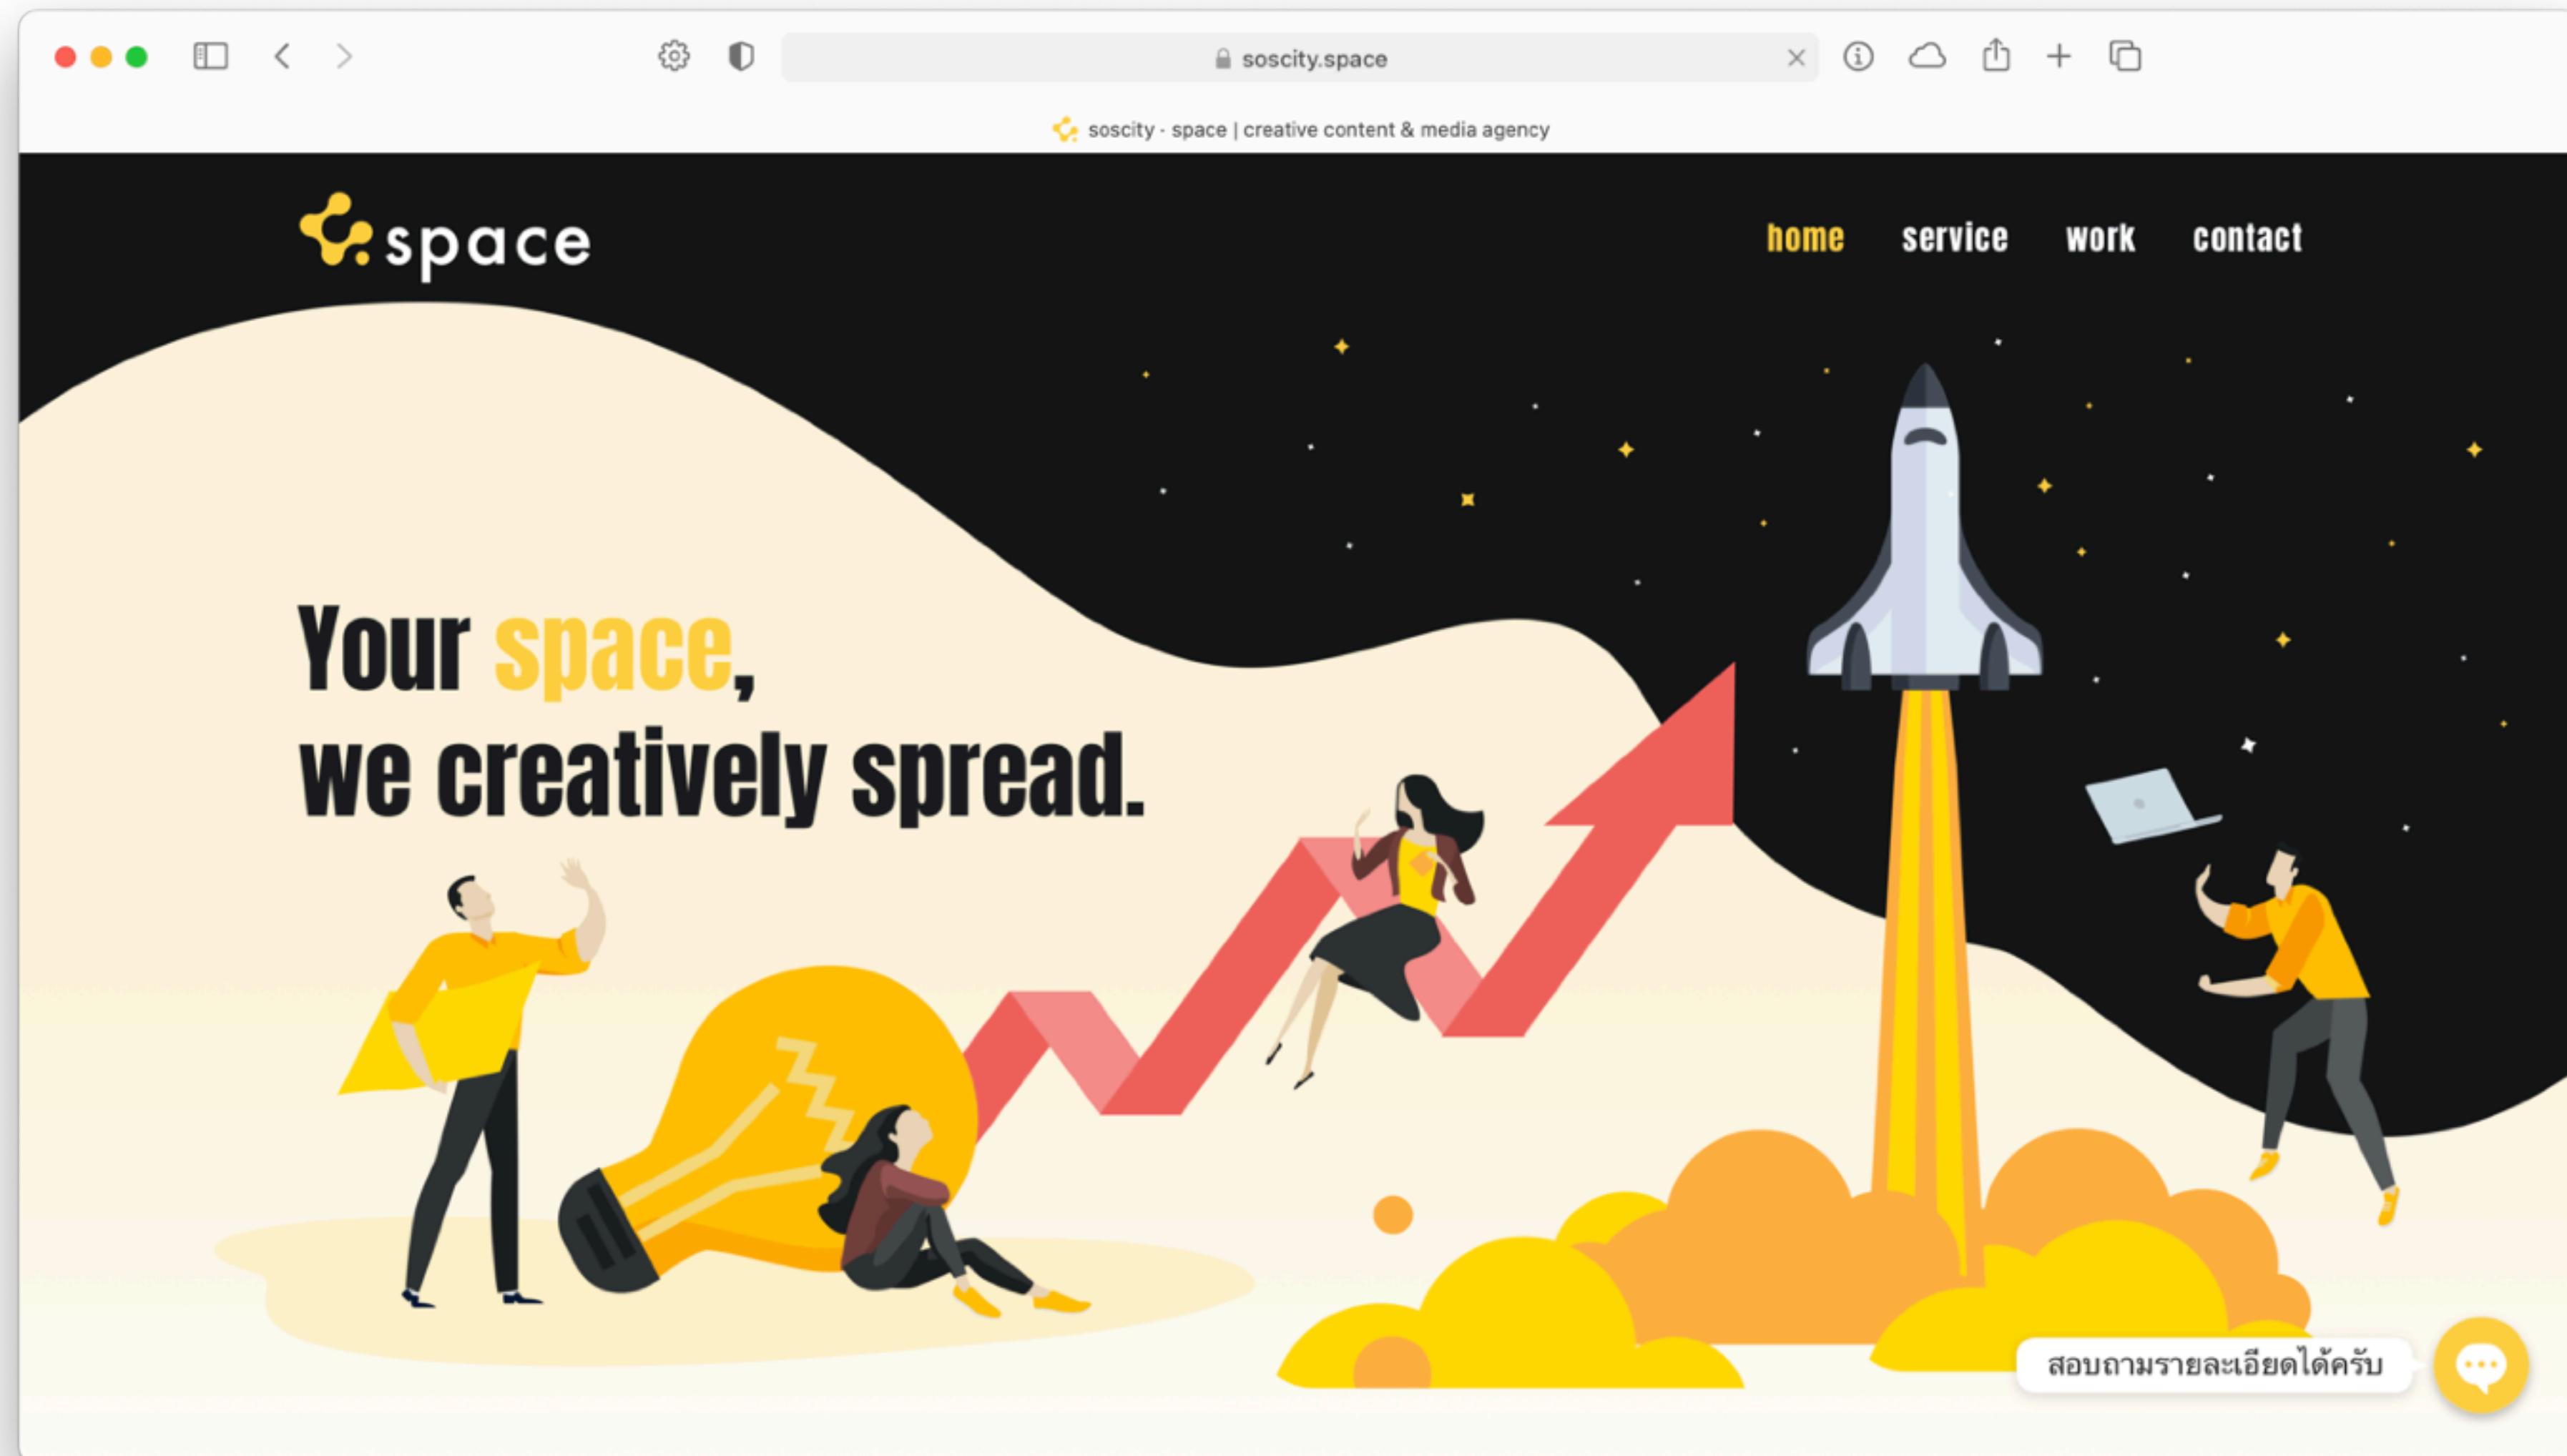 soscity.space
soscity - space | creative content & media agency
space
home service work contact
Your space,
we creatively spread.
สอบถามรายละเอียดได้ครับ